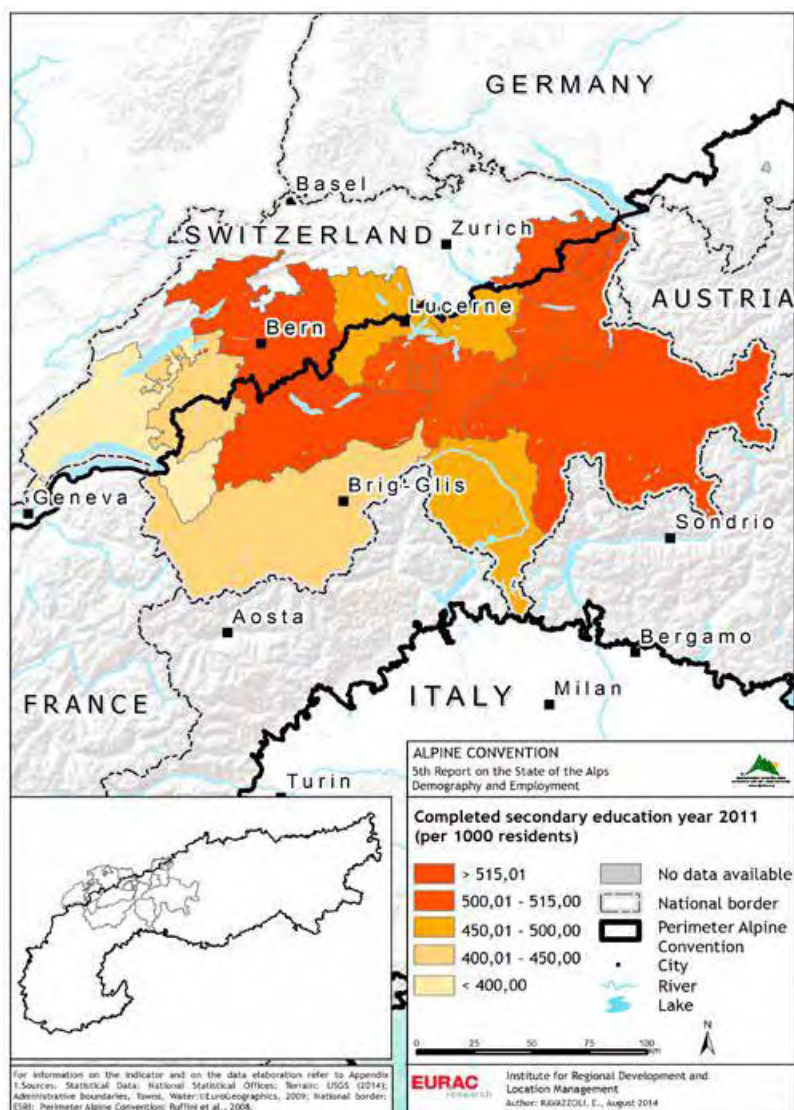 GERMANY
Basel
4
Zurich
SWITZERLAND
AUSTRIA
Lucerne
Bern
Geneva
Brig-Glis
Sondrio
Aosta
Bergamo
FRANCE
ITALY
Milan
Turin
ALPINE CONVENTION
5th Report on the State of the Alps
Demography and Employment
Completed secondary education year 2011
(per 1000 residents)
> 515,01
500,01 - 515,00
450,01 - 500,00
400,01 - 450,00
< 400,00
No data available
National border
Perimeter Alpine
Convention
City
River
Lake
0 25 50 75 100
km
N
For information on the indicator and on the data elaboration refer to Appendix
1.Sources: Statistical Data: National Statistical Offices; Terrain: USGS (2014);
Administrative Boundaries, Towns, Water:©EuroGeographics, 2009; National border:
ESRI; Perimeter Alpine Convention: Ruffini et al., 2008.
EURAC
research
Institute for Regional Development and
Location Management
Author: RAVAZZOLI, E., August 2014